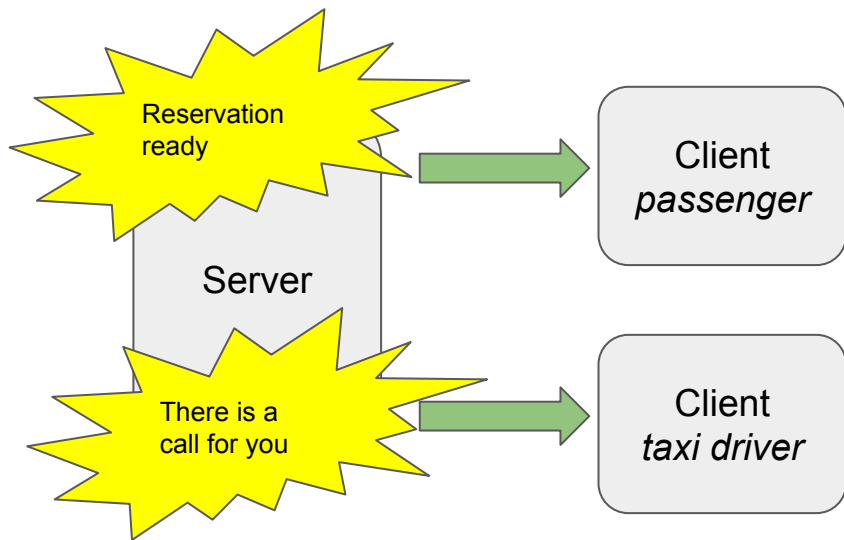 Reservation
ready
Client
passenger
Server
There is a
call for you
Client
taxi driver